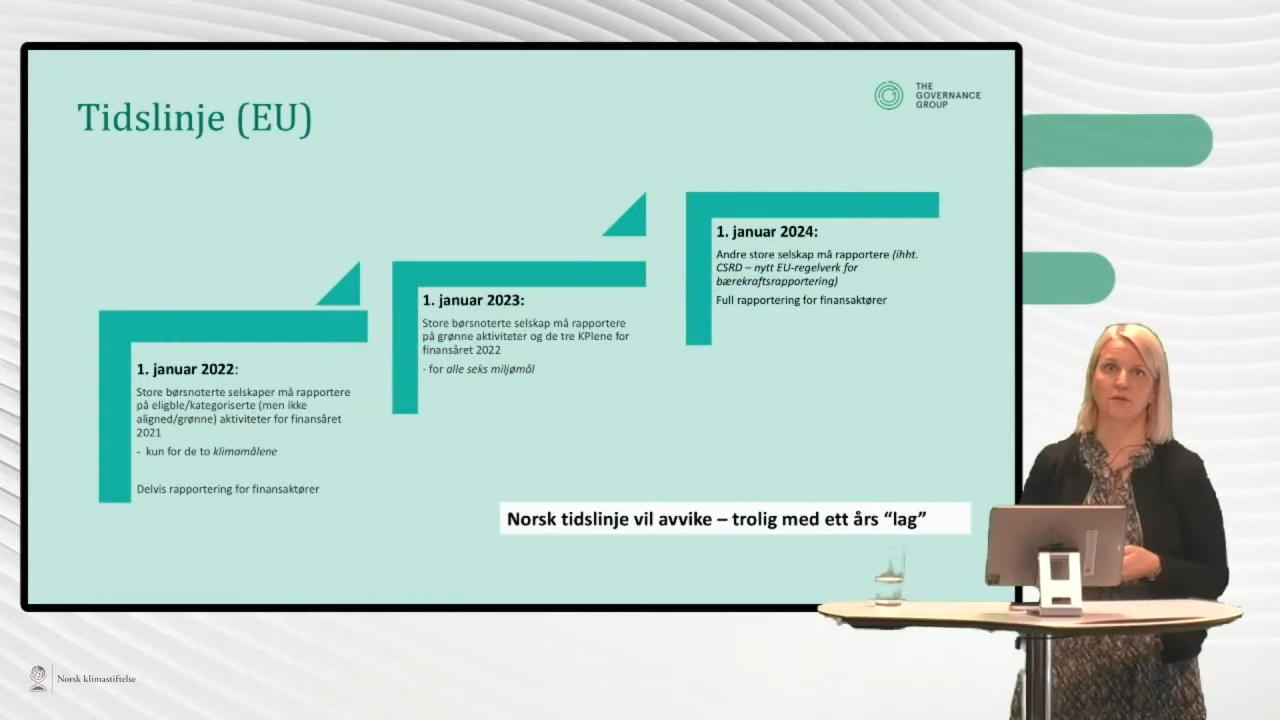 Tidslinje (EU)
THE
GOVERNANCE
GROUP
1. januar 2022:
Store børsnoterte selskaper må rapportere
på eligble/kategoriserte (men ikke
aligned/grønne) aktiviteter for finansåret
2021
- kun for de to klimamålene
Delvis rapportering for finansaktører
1. januar 2023:
Store børsnoterte selskap må rapportere
på grønne aktiviteter og de tre KPIene for
finansåret 2022
- for alle seks miljømål
1. januar 2024:
Andre store selskap må rapportere (ihht.
CSRD – nytt EU-regelverk for
bærekraftsrapportering)
Full rapportering for finansaktører
Norsk tidslinje vil avvike – trolig med ett års “lag”
Norsk klimastiftelse